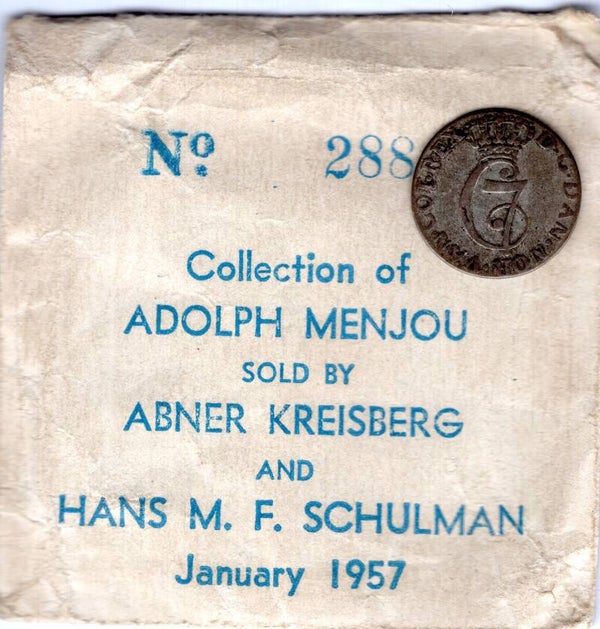 Nº 288
Collection of
ADOLPH MENJOU
SOLD BY
ABNER KREISBERG
AND
HANS M. F. SCHULMAN
January 1957